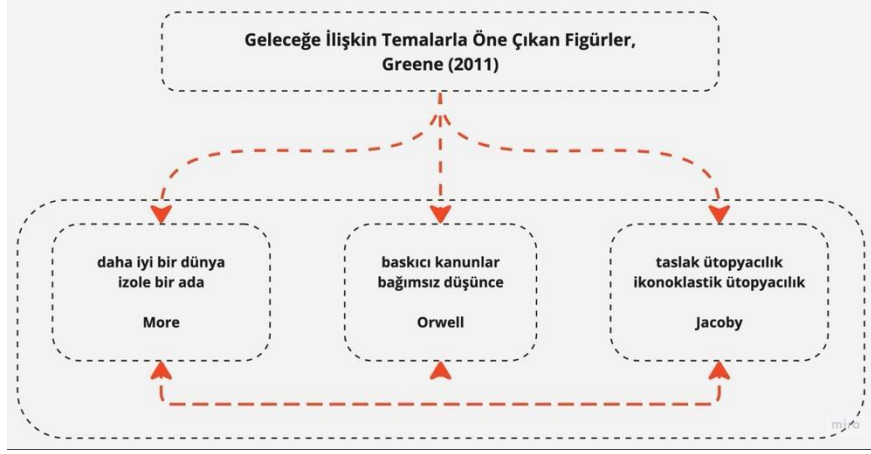 Geleceğe İlişkin Temalarla Öne Çıkan Figürler,
Greene (2011)
daha iyi bir dünya
izole bir ada
More
baskıcı kanunlar
bağımsız düşünce
Orwell
taslak ütopyacılık
ikonoklastik ütopyacılık
Jacoby
miro